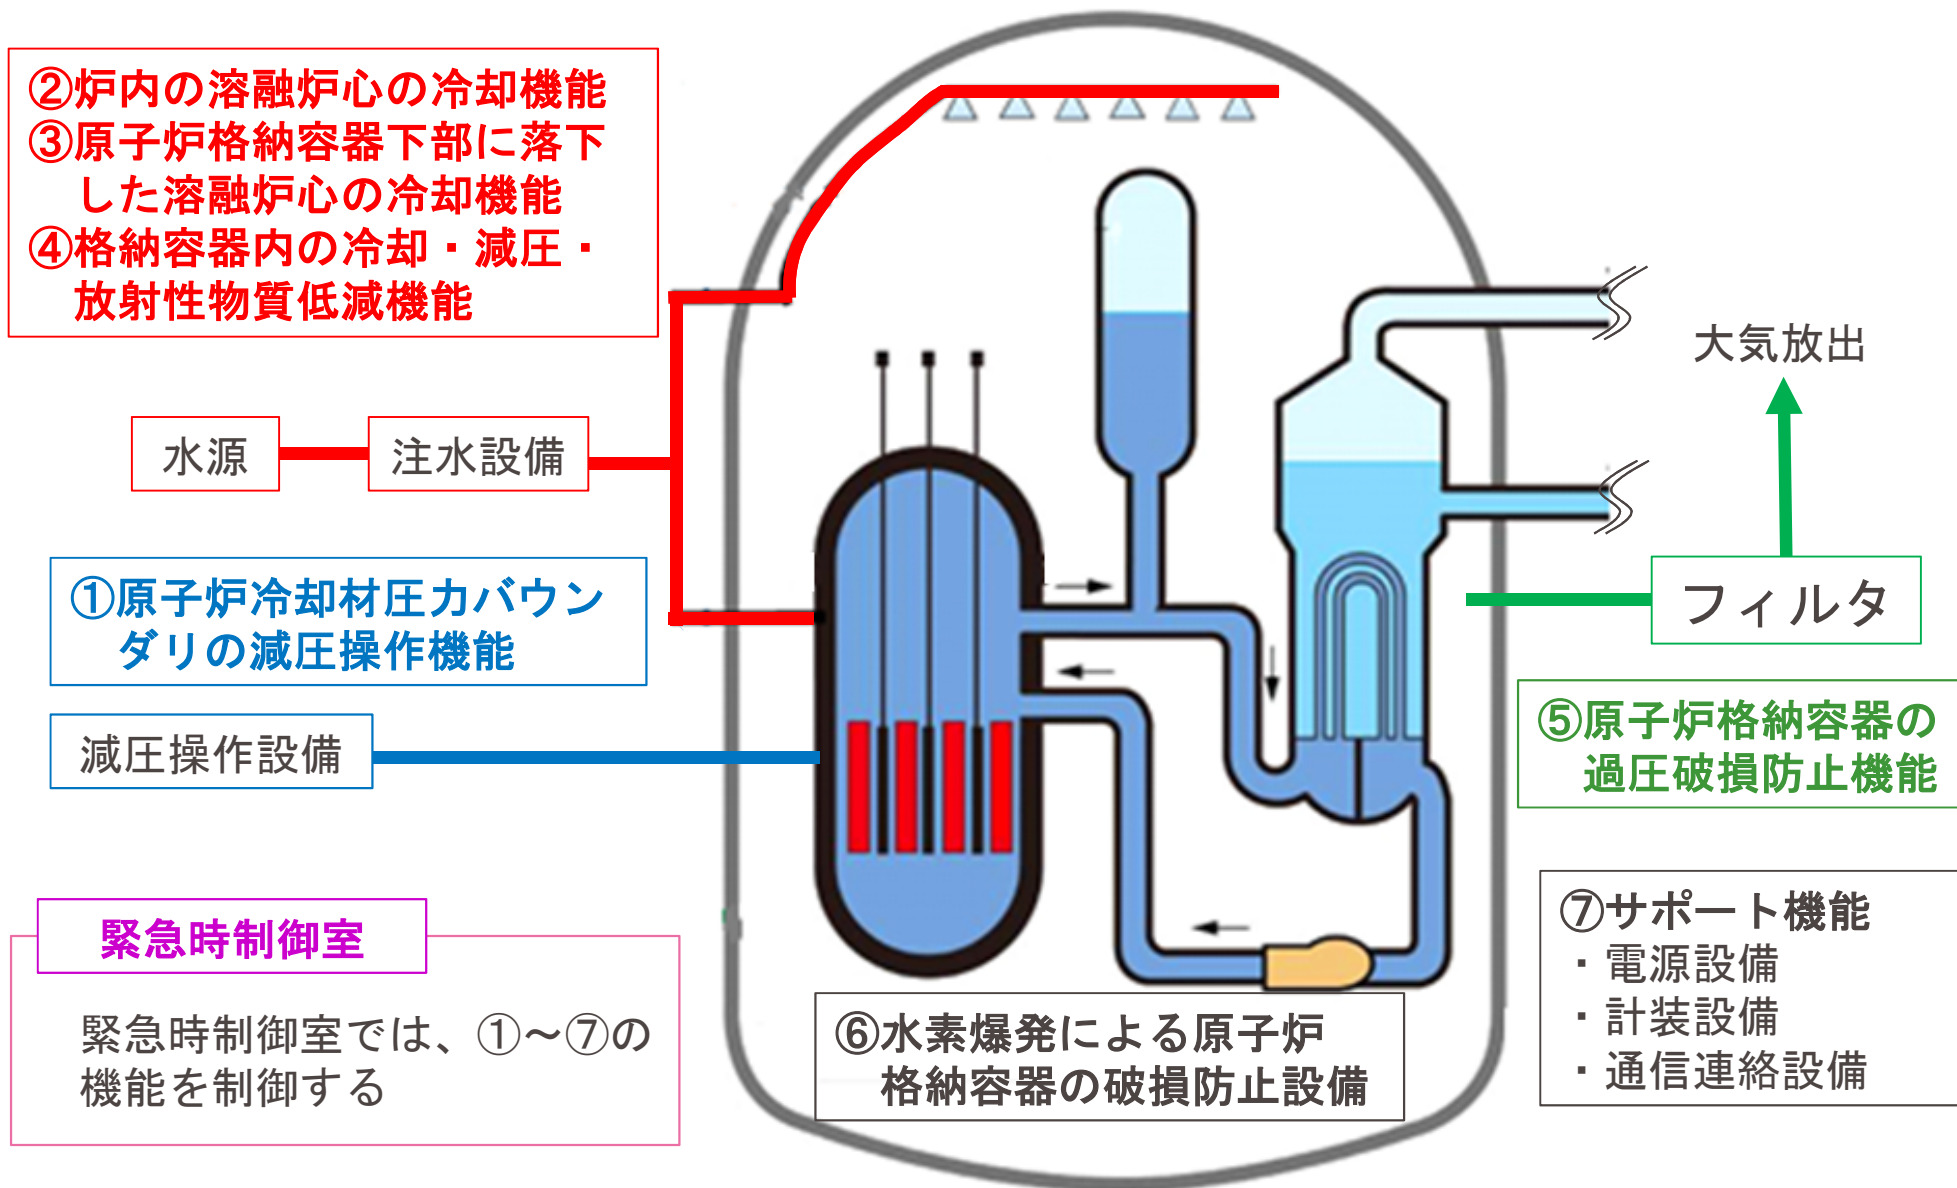 ②炉内の溶融炉心の冷却機能
③原子炉格納容器下部に落下
した溶融炉心の冷却機能
④格納容器内の冷却・減圧・
放射性物質低減機能
水源
注水設備
①原子炉冷却材圧力バウン
ダリの減圧操作機能
減圧操作設備
緊急時制御室
緊急時制御室では、①～⑦の
機能を制御する
⑥水素爆発による原子炉
格納容器の破損防止設備
大気放出
フィルタ
⑤原子炉格納容器の
過圧破損防止機能
⑦サポート機能
・電源設備
・計装設備
・通信連絡設備